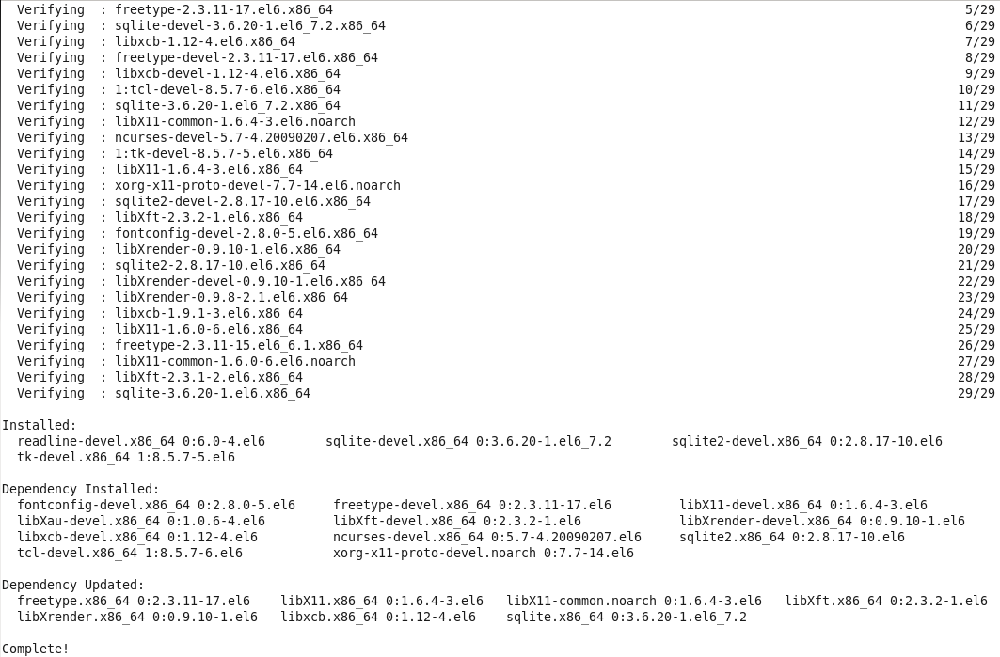 Verifying  : freetype-2.3.11-17.el6.x86_64 5/29
Verifying  : sqlite-devel-3.6.20-1.el6_7.2.x86_64 6/29
Verifying  : libxcb-1.12-4.el6.x86_64 7/29
Verifying  : freetype-devel-2.3.11-17.el6.x86_64 8/29
Verifying  : libxcb-devel-1.12-4.el6.x86_64 9/29
Verifying  : 1:tcl-devel-8.5.7-6.el6.x86_64 10/29
Verifying  : sqlite-3.6.20-1.el6_7.2.x86_64 11/29
Verifying  : libX11-common-1.6.4-3.el6.noarch 12/29
Verifying  : ncurses-devel-5.7-4.20090207.el6.x86_64 13/29
Verifying  : 1:tk-devel-8.5.7-5.el6.x86_64 14/29
Verifying  : libX11-1.6.4-3.el6.x86_64 15/29
Verifying  : xorg-x11-proto-devel-7.7-14.el6.noarch 16/29
Verifying  : sqlite2-devel-2.8.17-10.el6.x86_64 17/29
Verifying  : libXft-2.3.2-1.el6.x86_64 18/29
Verifying  : fontconfig-devel-2.8.0-5.el6.x86_64 19/29
Verifying  : libXrender-0.9.10-1.el6.x86_64 20/29
Verifying  : sqlite2-2.8.17-10.el6.x86_64 21/29
Verifying  : libXrender-devel-0.9.10-1.el6.x86_64 22/29
Verifying  : libXrender-0.9.8-2.1.el6.x86_64 23/29
Verifying  : libxcb-1.9.1-3.el6.x86_64 24/29
Verifying  : libX11-1.6.0-6.el6.x86_64 25/29
Verifying  : freetype-2.3.11-15.el6_6.1.x86_64 26/29
Verifying  : libX11-common-1.6.0-6.el6.noarch 27/29
Verifying  : libXft-2.3.1-2.el6.x86_64 28/29
Verifying  : sqlite-3.6.20-1.el6.x86_64 29/29
Installed:
readline-devel.x86_64 0:6.0-4.el6 sqlite-devel.x86_64 0:3.6.20-1.el6_7.2 sqlite2-devel.x86_64 0:2.8.17-10.el6
tk-devel.x86_64 1:8.5.7-5.el6
Dependency Installed:
fontconfig-devel.x86_64 0:2.8.0-5.el6 freetype-devel.x86_64 0:2.3.11-17.el6 libX11-devel.x86_64 0:1.6.4-3.el6
libXau-devel.x86_64 0:1.0.6-4.el6 libXft-devel.x86_64 0:2.3.2-1.el6 libXrender-devel.x86_64 0:0.9.10-1.el6
libxcb-devel.x86_64 0:1.12-4.el6 ncurses-devel.x86_64 0:5.7-4.20090207.el6 sqlite2.x86_64 0:2.8.17-10.el6
tcl-devel.x86_64 1:8.5.7-6.el6 xorg-x11-proto-devel.noarch 0:7.7-14.el6
Dependency Updated:
freetype.x86_64 0:2.3.11-17.el6 libX11.x86_64 0:1.6.4-3.el6 libX11-common.noarch 0:1.6.4-3.el6 libXft.x86_64 0:2.3.2-1.el6
libXrender.x86_64 0:0.9.10-1.el6 libxcb.x86_64 0:1.12-4.el6 sqlite.x86_64 0:3.6.20-1.el6_7.2
Complete!